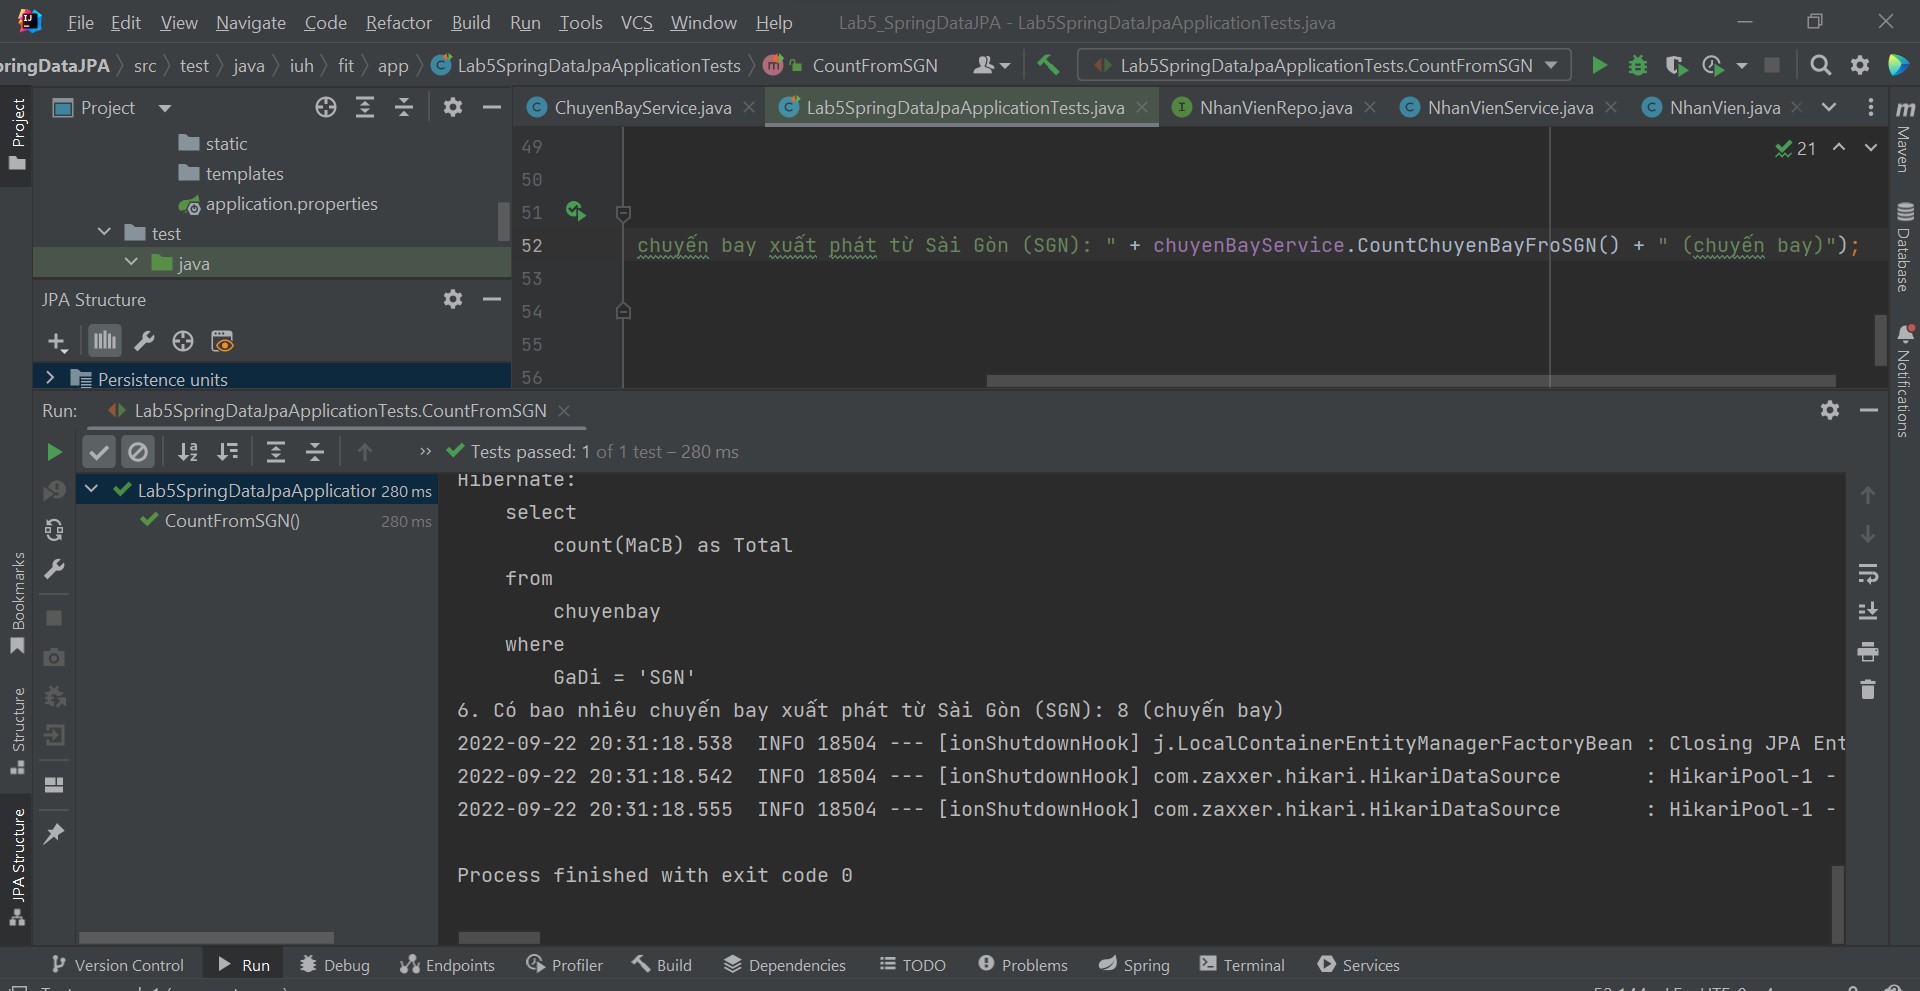 File Edit View Navigate Code Refactor Build Run Tools VCS Window Help Lab5_SpringDataJPA - Lab5SpringDataJpaApplicationTests.java
pringDataJPA src test java iuh fit app Lab5SpringDataJpaApplicationTests CountFromSGN Lab5SpringDataJpaApplicationTests.CountFromSGN
Project
ChuyenBayService.java Lab5SpringDataJpaApplicationTests.java NhanVienRepo.java NhanVienService.java NhanVien.java
static
templates
application.properties
test
java
JPA Structure
Persistence units
49
50
51
52 chuyến bay xuất phát từ Sài Gòn (SGN): " + chuyenBayService.CountChuyenBayFroSGN() + " (chuyến bay)");
53
54
55
56
21
Project
Bookmarks
Structure
JPA Structure
Maven
Database
Notifications
Run: Lab5SpringDataJpaApplicationTests.CountFromSGN
Tests passed: 1 of 1 test – 280 ms
Lab5SpringDataJpaApplication 280 ms
CountFromSGN() 280 ms
Hibernate:
select
count(MaCB) as Total
from
chuyenbay
where
GaDi = 'SGN'
6. Có bao nhiêu chuyến bay xuất phát từ Sài Gòn (SGN): 8 (chuyến bay)
2022-09-22 20:31:18.538 INFO 18504 --- [ionShutdownHook] j.LocalContainerEntityManagerFactoryBean : Closing JPA Ent
2022-09-22 20:31:18.542 INFO 18504 --- [ionShutdownHook] com.zaxxer.hikari.HikariDataSource : HikariPool-1 -
2022-09-22 20:31:18.555 INFO 18504 --- [ionShutdownHook] com.zaxxer.hikari.HikariDataSource : HikariPool-1 -
Process finished with exit code 0
Version Control Run Debug Endpoints Profiler Build Dependencies TODO Problems Spring Terminal Services